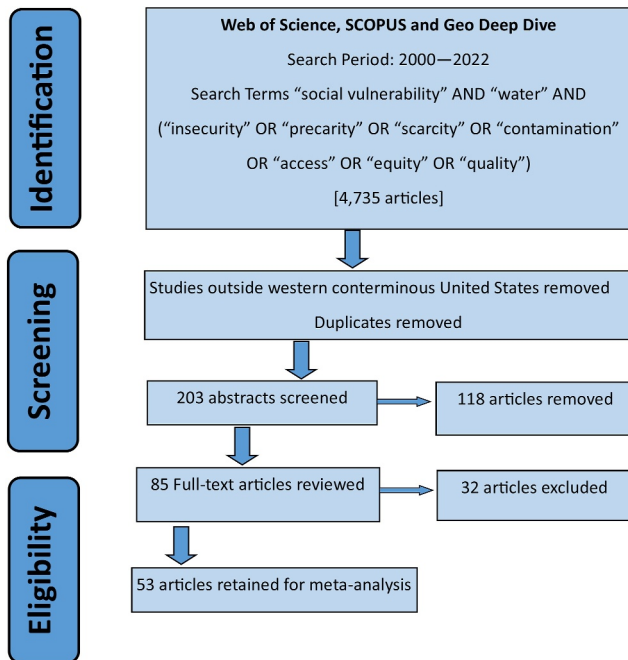 Identification
Web of Science, SCOPUS and Geo Deep Dive
Search Period: 2000—2022
Search Terms “social vulnerability” AND “water” AND
(“insecurity” OR “precarity” OR “scarcity” OR “contamination”
OR “access” OR “equity” OR “quality”)
[4,735 articles]
Screening
Studies outside western conterminous United States removed
Duplicates removed
203 abstracts screened
118 articles removed
Eligibility
85 Full-text articles reviewed
32 articles excluded
53 articles retained for meta-analysis